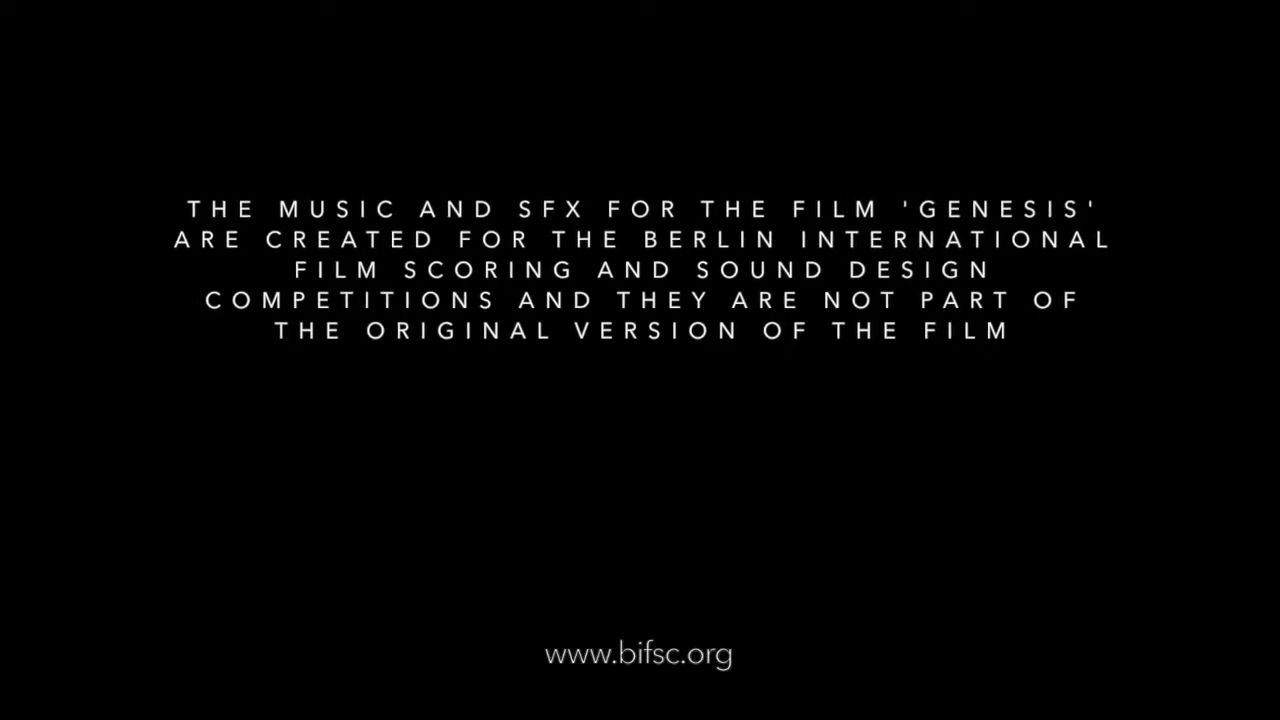 THE MUSIC AND SFX FOR THE FILM 'GENESIS'
ARE CREATED FOR THE BERLIN INTERNATIONAL
FILM SCORING AND SOUND DESIGN
COMPETITIONS AND THEY ARE NOT PART OF
THE ORIGINAL VERSION OF THE FILM
www.bifsc.org